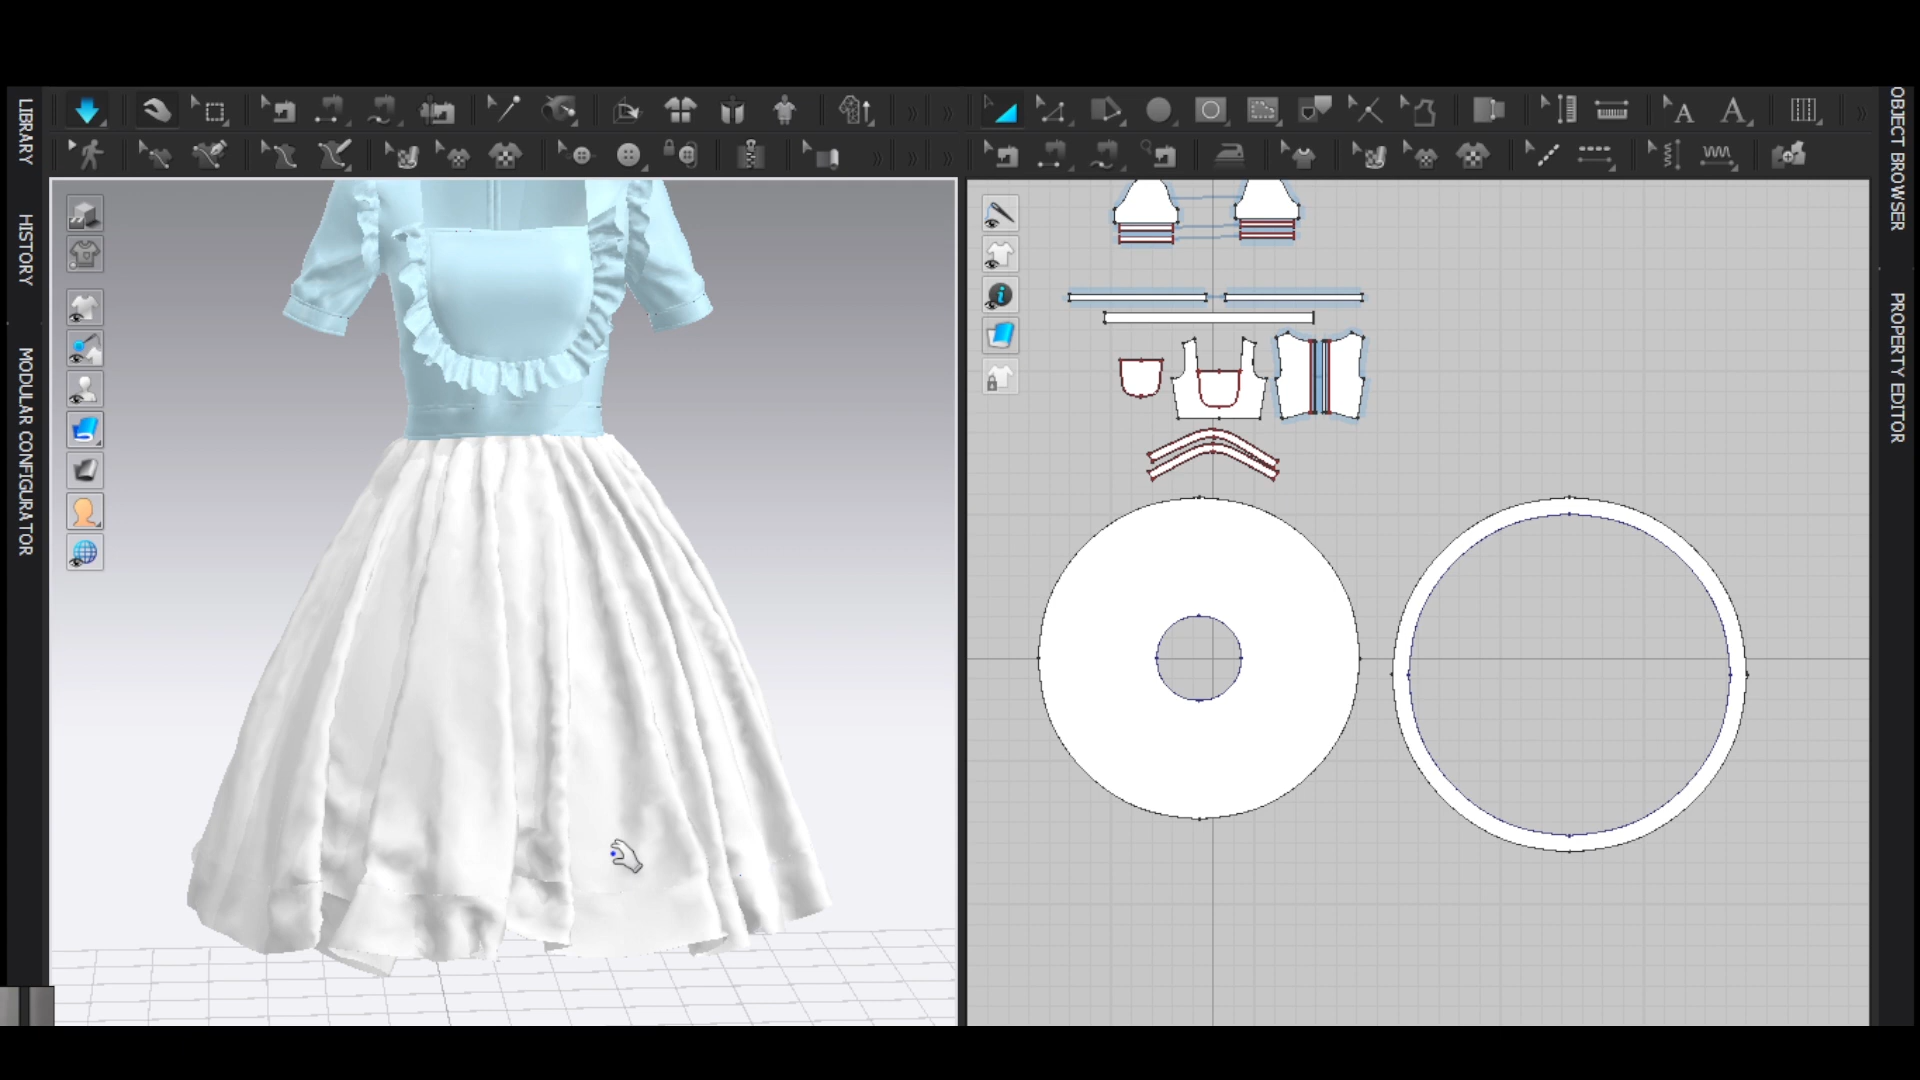 LIBRARY
HISTORY
MODULAR CONFIGURATOR
A
A
i
OBJECT BROWSER
PROPERTY EDITOR